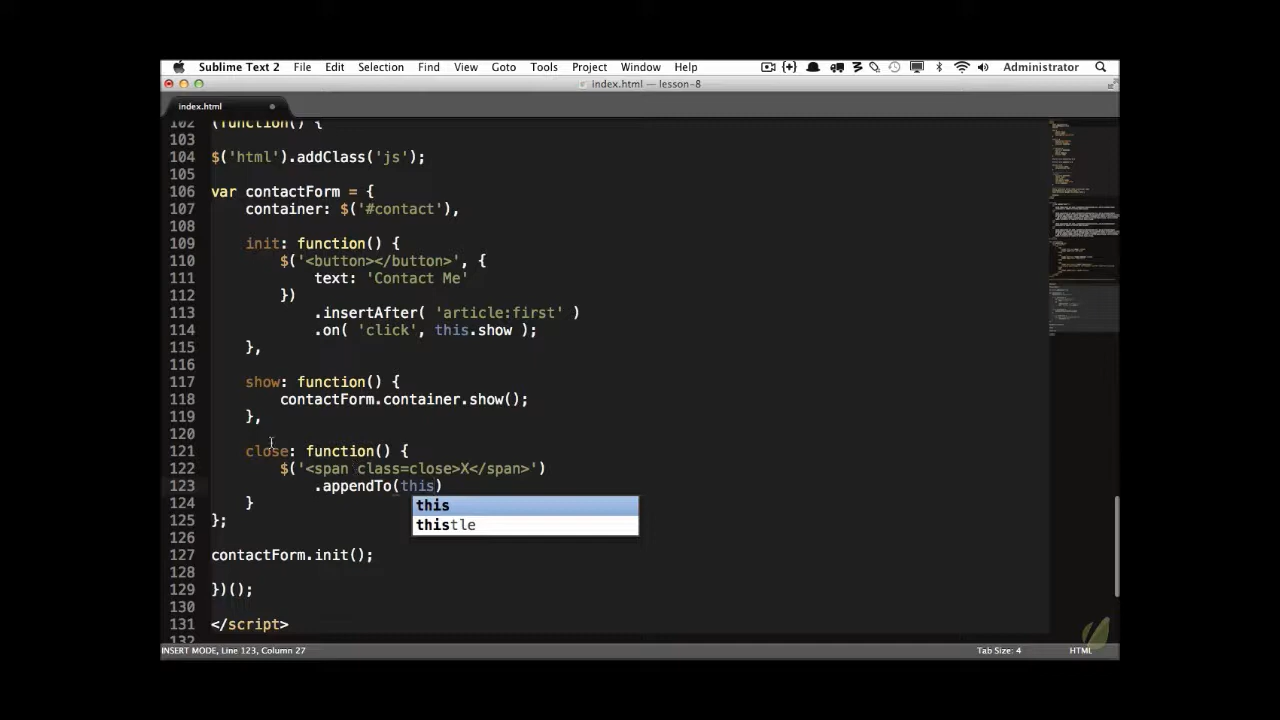 Sublime Text 2 File Edit Selection Find View Goto Tools Project Window Help Administrator
index.html — lesson-8
index.html
102 (function() {
103
104 $('html').addClass('js');
105
106 var contactForm = {
107 container: $('#contact'),
108
109 init: function() {
110 $('<button></button>', {
111 text: 'Contact Me'
112 })
113 .insertAfter( 'article:first' )
114 .on( 'click', this.show );
115 },
116
117 show: function() {
118 contactForm.container.show();
119 },
120
121 close: function() {
122 $('<span class=close>X</span>')
123 .appendTo(this)
this
124 }
thistle
125 };
126
127 contactForm.init();
128
129 })();
130
131 </script>
132
INSERT MODE, Line 123, Column 27 Tab Size: 4 HTML